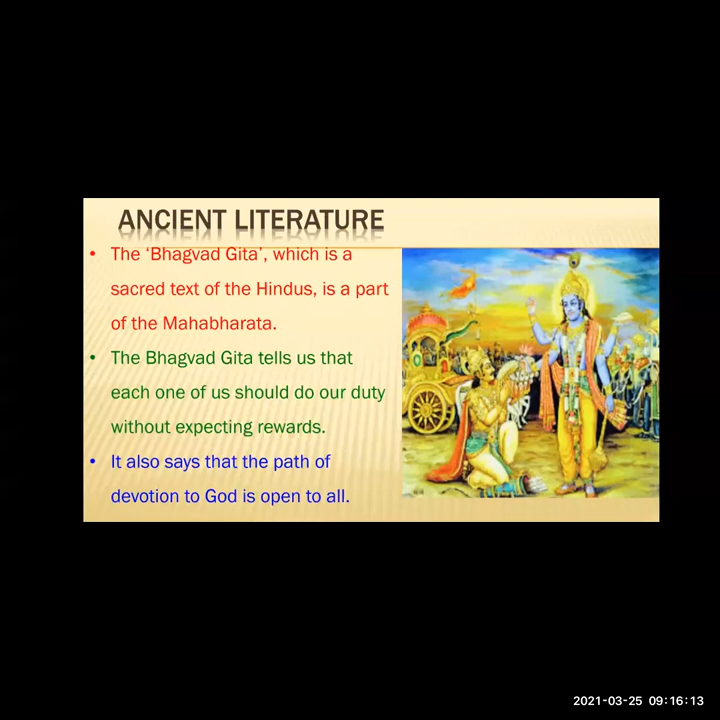 ANCIENT LITERATURE
• The ‘Bhagvad Gita’, which is a
sacred text of the Hindus, is a part
of the Mahabharata.
• The Bhagvad Gita tells us that
each one of us should do our duty
without expecting rewards.
• It also says that the path of
devotion to God is open to all.
2021-03-25 09:16:13